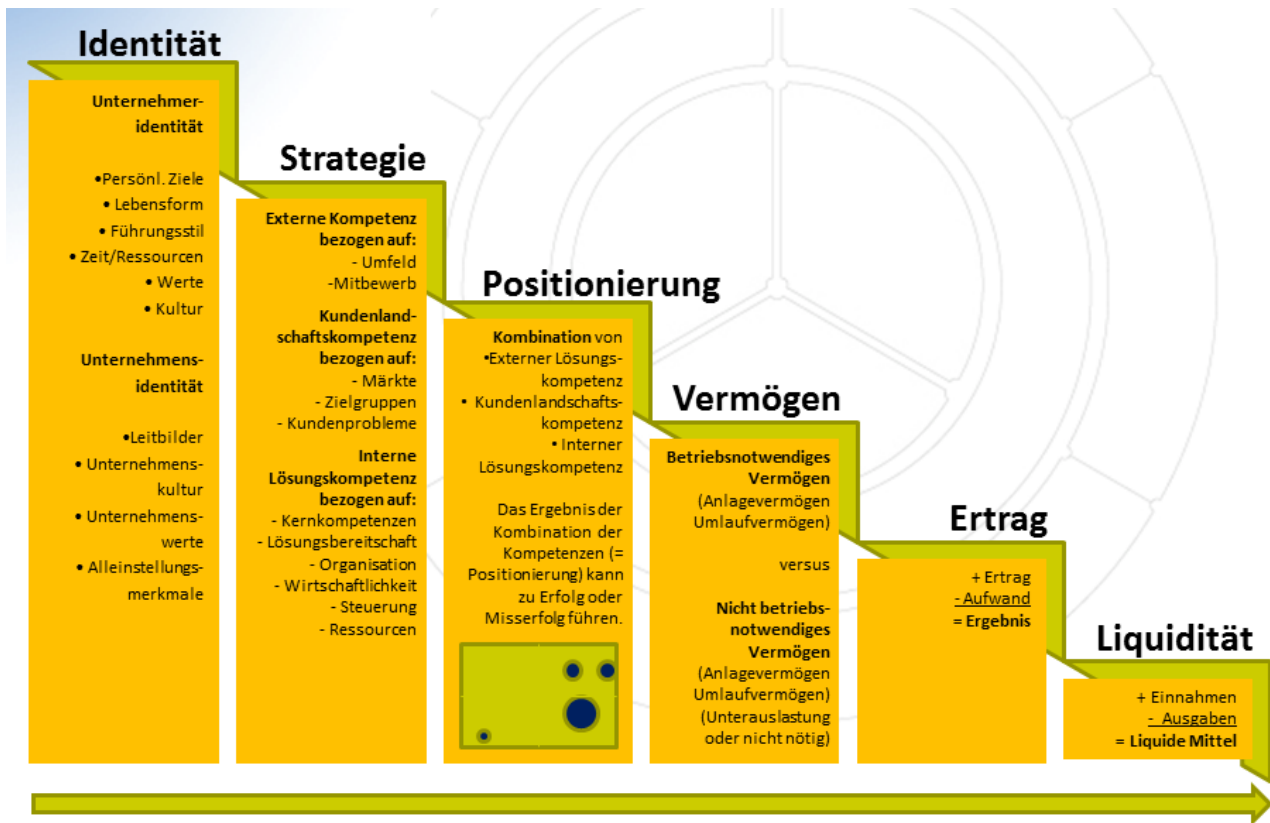 Identität
Unternehmer-
identität
•Persönl. Ziele
• Lebensform
• Führungsstil
• Zeit/Ressourcen
• Werte
• Kultur
Unternehmens-
identität
•Leitbilder
• Unternehmens-
kultur
• Unternehmens-
werte
• Alleinstellungs-
merkmale
Strategie
Externe Kompetenz
bezogen auf:
- Umfeld
-Mitbewerb
Kundenland-
schaftskompetenz
bezogen auf:
- Märkte
- Zielgruppen
- Kundenprobleme
Interne
Lösungskompetenz
bezogen auf:
- Kernkompetenzen
- Lösungsbereitschaft
- Organisation
- Wirtschaftlichkeit
- Steuerung
- Ressourcen
Positionierung
Kombination von
•Externer Lösungs-
kompetenz
• Kundenlandschafts-
kompetenz
• Interner
Lösungskompetenz
Das Ergebnis der
Kombination der
Kompetenzen (=
Positionierung) kann
zu Erfolg oder
Misserfolg führen.
Vermögen
Betriebsnotwendiges
Vermögen
(Anlagevermögen
Umlaufvermögen)
versus
Nicht betriebs-
notwendiges
Vermögen
(Anlagevermögen
Umlaufvermögen)
(Unterauslastung
oder nicht nötig)
Ertrag
+ Ertrag
- Aufwand
= Ergebnis
Liquidität
+ Einnahmen
- Ausgaben
= Liquide Mittel